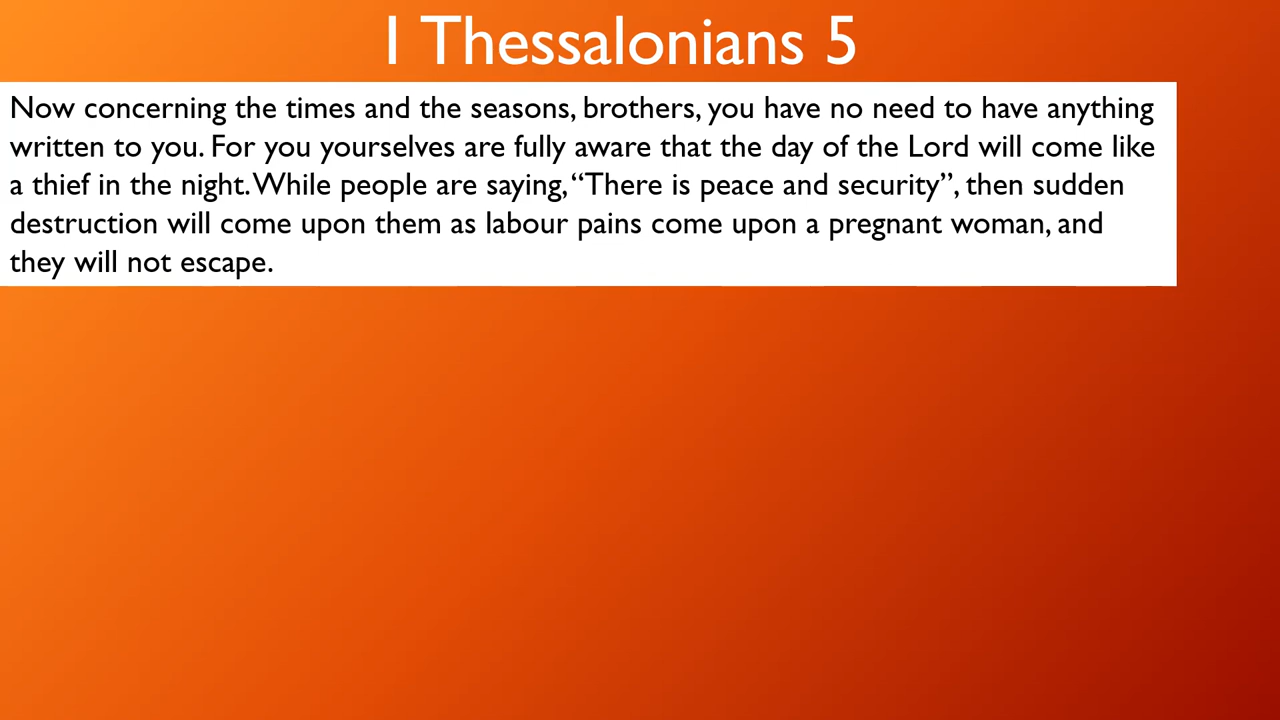 1 Thessalonians 5
Now concerning the times and the seasons, brothers, you have no need to have anything
written to you. For you yourselves are fully aware that the day of the Lord will come like
a thief in the night. While people are saying, “There is peace and security”, then sudden
destruction will come upon them as labour pains come upon a pregnant woman, and
they will not escape.